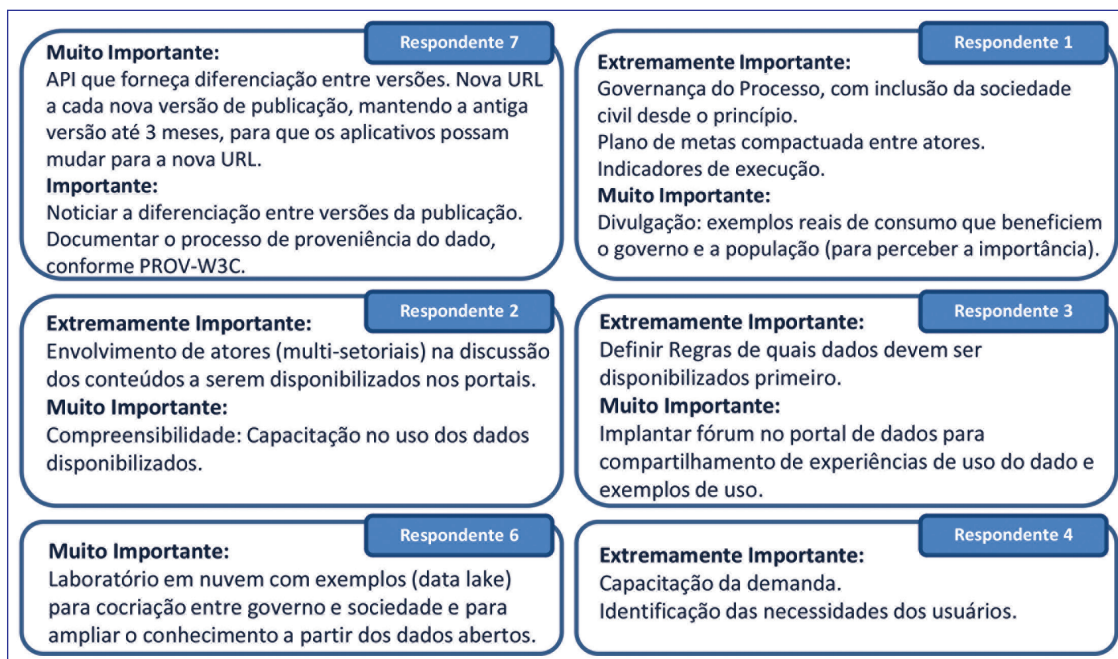 Respondente 7
Muito Importante:
API que forneça diferenciação entre versões. Nova URL
a cada nova versão de publicação, mantendo a antiga
versão até 3 meses, para que os aplicativos possam
mudar para a nova URL.
Importante:
Noticiar a diferenciação entre versões da publicação.
Documentar o processo de proveniência do dado,
conforme PROV-W3C.
Respondente 1
Extremamente Importante:
Governança do Processo, com inclusão da sociedade
civil desde o princípio.
Plano de metas compactuada entre atores.
Indicadores de execução.
Muito Importante:
Divulgação: exemplos reais de consumo que beneficiem
o governo e a população (para perceber a importância).
Respondente 2
Extremamente Importante:
Envolvimento de atores (multi-setoriais) na discussão
dos conteúdos a serem disponibilizados nos portais.
Muito Importante:
Compreensibilidade: Capacitação no uso dos dados
disponibilizados.
Respondente 3
Extremamente Importante:
Definir Regras de quais dados devem ser
disponibilizados primeiro.
Muito Importante:
Implantar fórum no portal de dados para
compartilhamento de experiências de uso do dado e
exemplos de uso.
Respondente 6
Muito Importante:
Laboratório em nuvem com exemplos (data lake)
para cocriação entre governo e sociedade e para
ampliar o conhecimento a partir dos dados abertos.
Respondente 4
Extremamente Importante:
Capacitação da demanda.
Identificação das necessidades dos usuários.